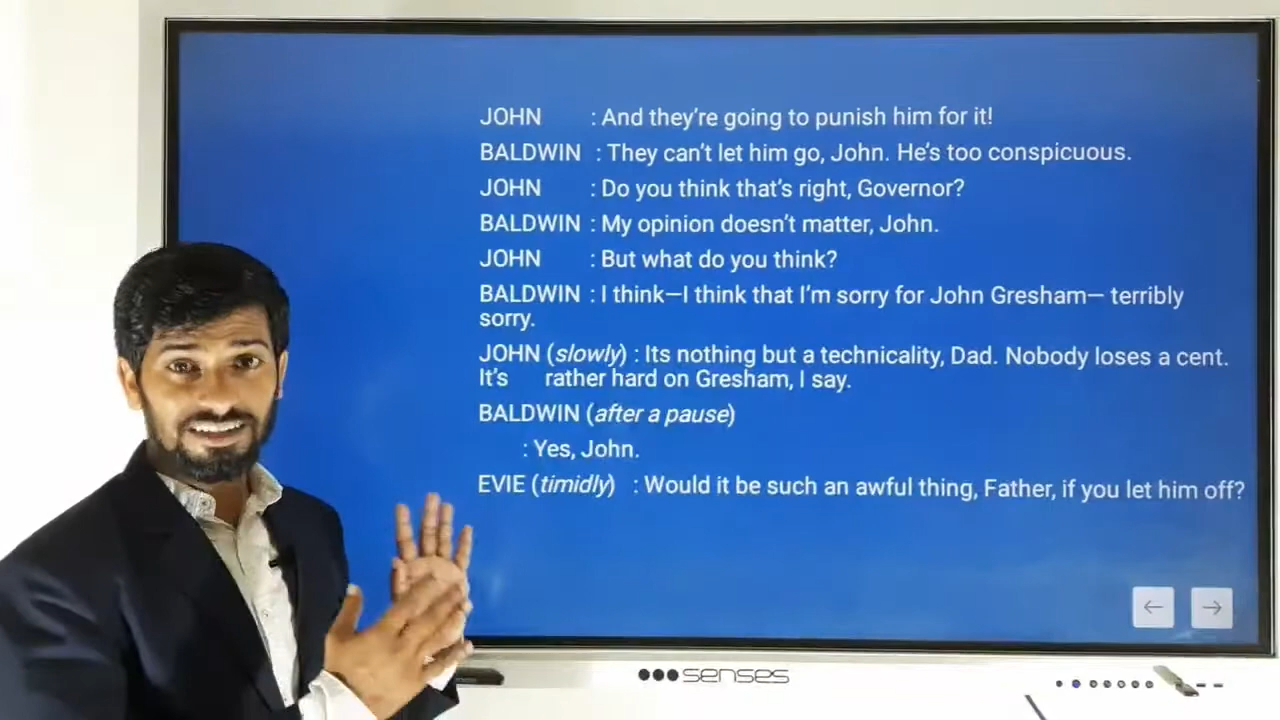 JOHN : And they're going to punish him for it!
BALDWIN : They can't let him go, John. He's too conspicuous.
JOHN : Do you think that's right, Governor?
BALDWIN : My opinion doesn't matter, John.
JOHN : But what do you think?
BALDWIN : I think—I think that I'm sorry for John Gresham— terribly
sorry.
JOHN (slowly) : Its nothing but a technicality, Dad. Nobody loses a cent.
It's rather hard on Gresham, I say.
BALDWIN (after a pause)
: Yes, John.
EVIE (timidly) : Would it be such an awful thing, Father, if you let him off?
senses